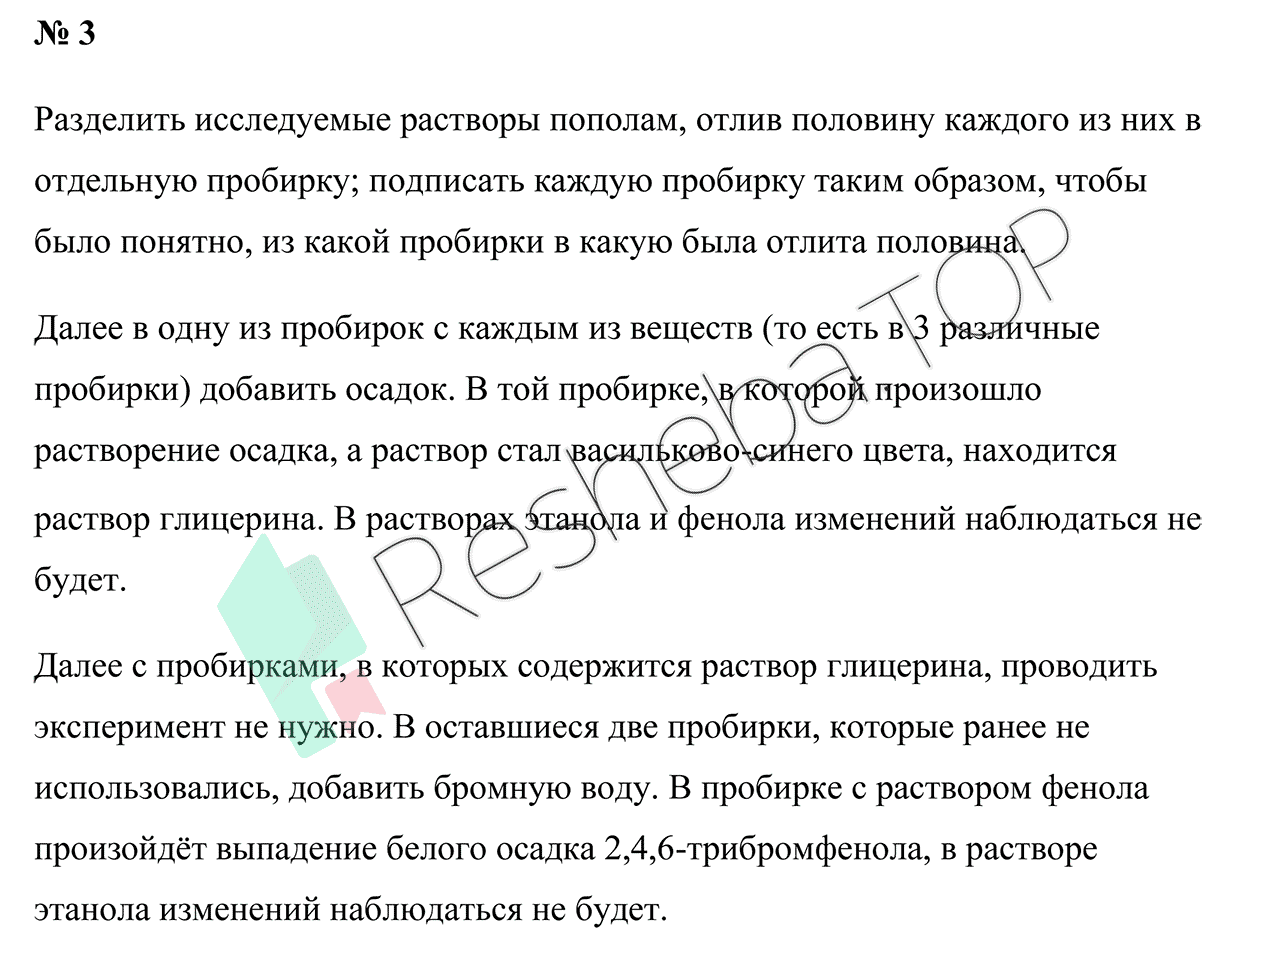 № 3
Разделить исследуемые растворы пополам, отлив половину каждого из них в
отдельную пробирку; подписать каждую пробирку таким образом, чтобы
было понятно, из какой пробирки в какую была отлита половина.
Далее в одну из пробирок с каждым из веществ (то есть в 3 различные
пробирки) добавить осадок. В той пробирке, в которой произошло
растворение осадка, а раствор стал васильково-синего цвета, находится
раствор глицерина. В растворах этанола и фенола изменений наблюдаться не
будет.
Далее с пробирками, в которых содержится раствор глицерина, проводить
эксперимент не нужно. В оставшиеся две пробирки, которые ранее не
использовались, добавить бромную воду. В пробирке с раствором фенола
произойдёт выпадение белого осадка 2,4,6-трибромфенола, в растворе
этанола изменений наблюдаться не будет.
Resheba TOP